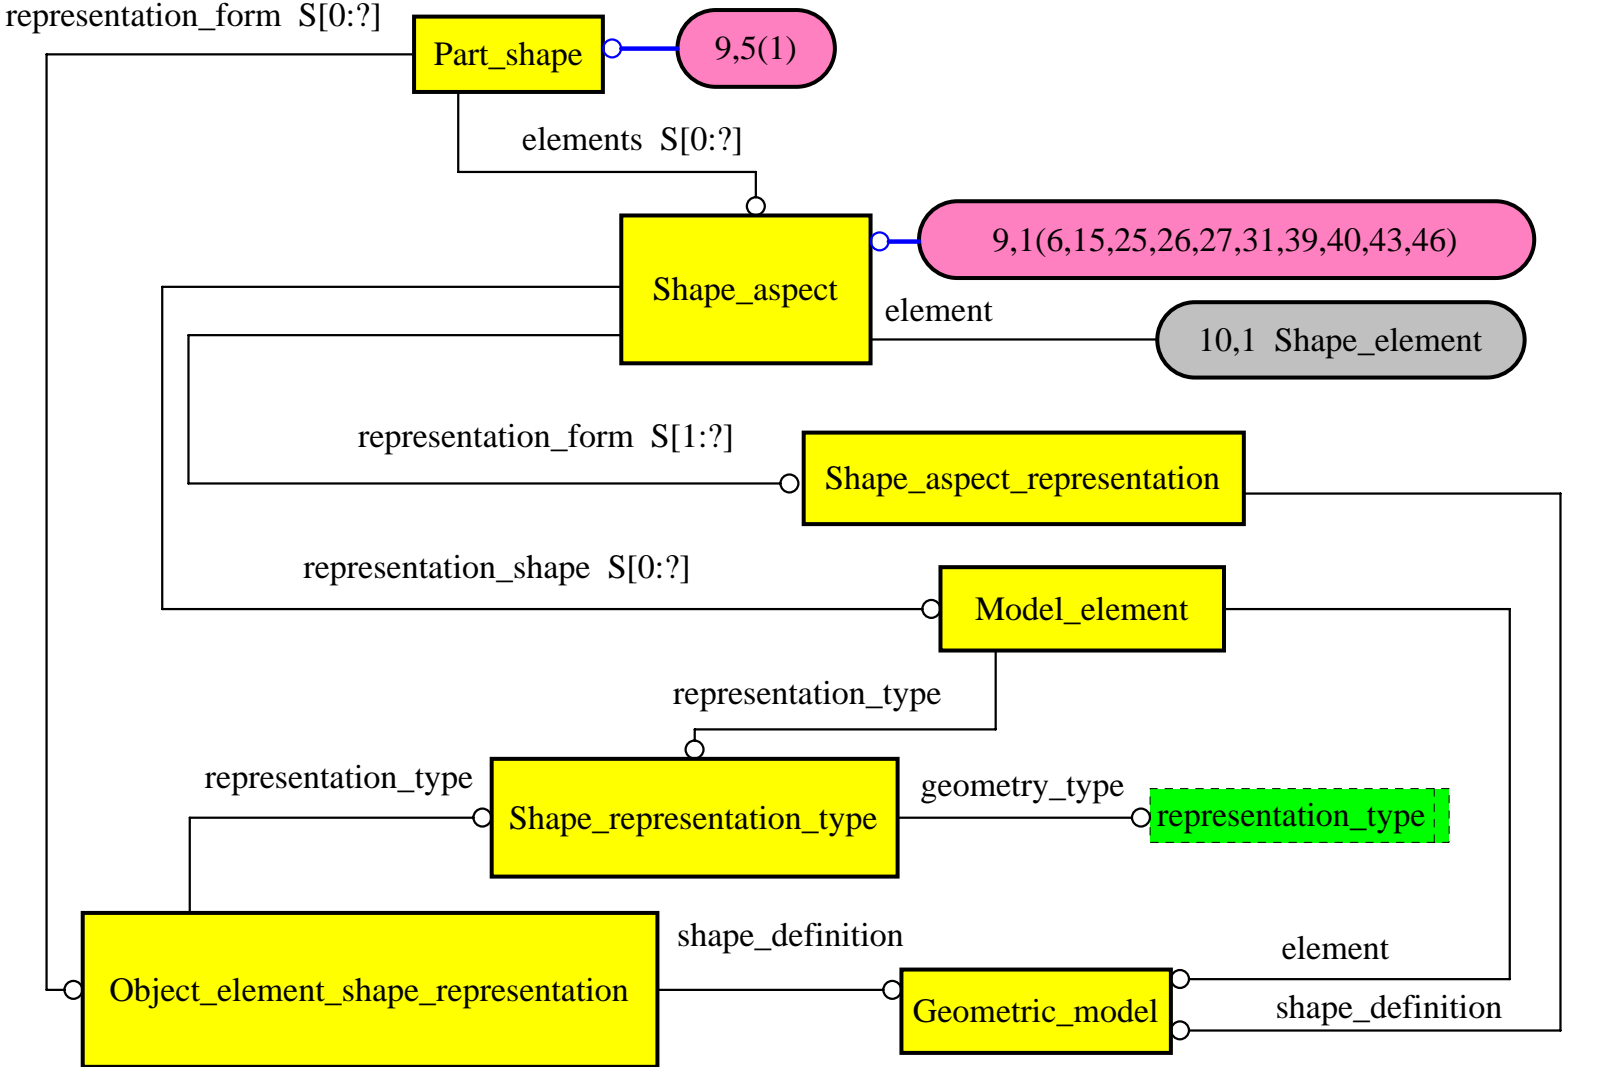 representation_form S[0:?]
Part_shape
9,5(1)
elements S[0:?]
9,1(6,15,25,26,27,31,39,40,43,46)
Shape_aspect
element
10,1 Shape_element
representation_form S[1:?]
Shape_aspect_representation
representation_shape S[0:?]
Model_element
representation_type
representation_type
geometry_type
Shape_representation_type
representation_type
shape_definition
element
Object_element_shape_representation
Geometric_model
shape_definition